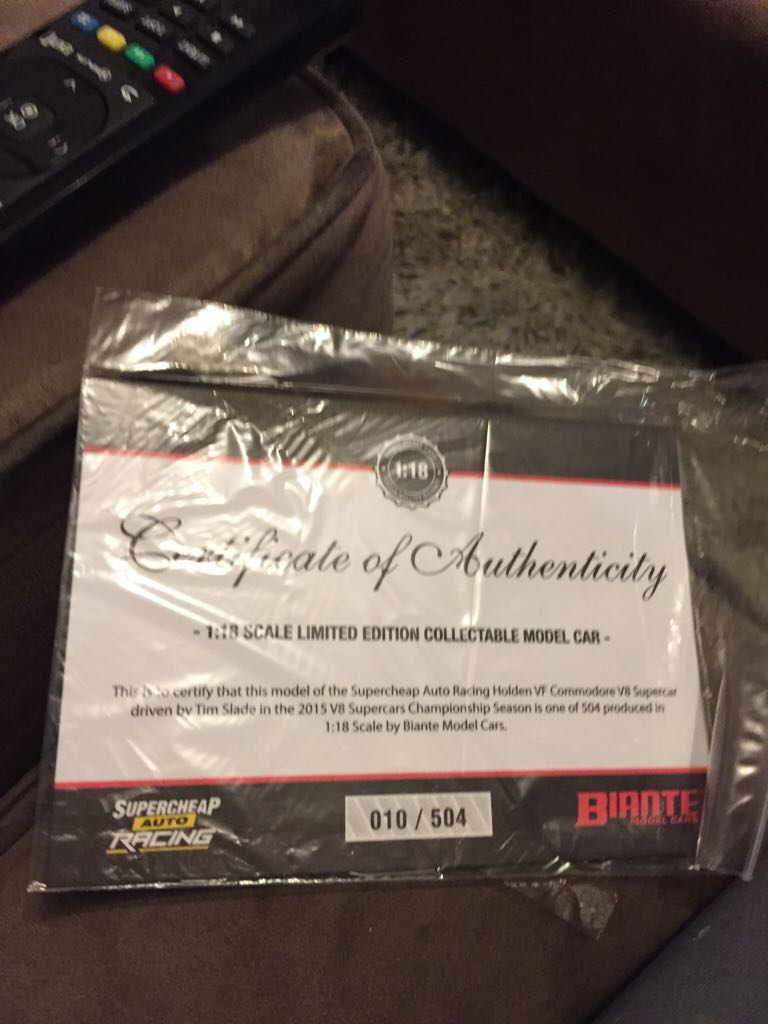 1:18
Certificate of Authenticity
- 1:18 SCALE LIMITED EDITION COLLECTABLE MODEL CAR -
This is to certify that this model of the Supercheap Auto Racing Holden VF Commodore V8 Supercar
driven by Tim Slade in the 2015 V8 Supercars Championship Season is one of 504 produced in
1:18 Scale by Biante Model Cars.
SUPERCHEAP
AUTO
RACING
010 / 504
BIANTE
MODEL CARS